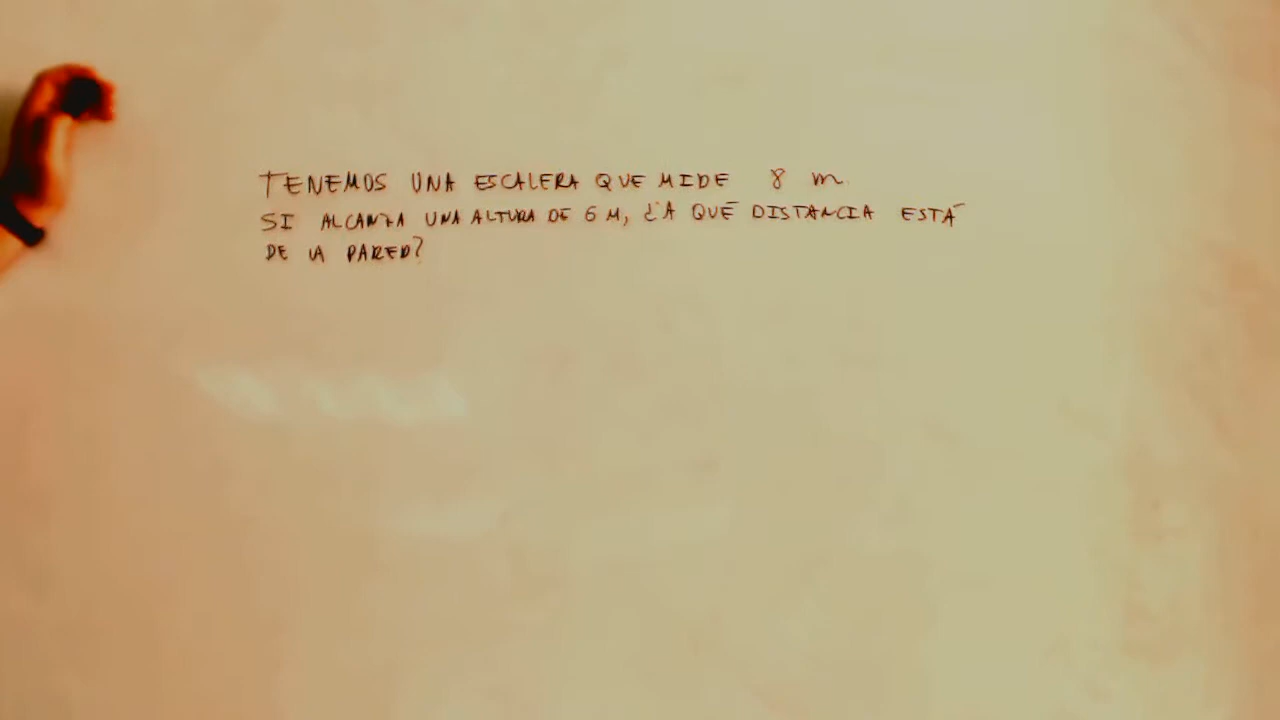 TENEMOS UNA ESCALERA QUE MIDE 8 m.
SI ALCANZA UNA ALTURA DE 6 M, ¿A QUÉ DISTANCIA ESTÁ
DE LA PARED?